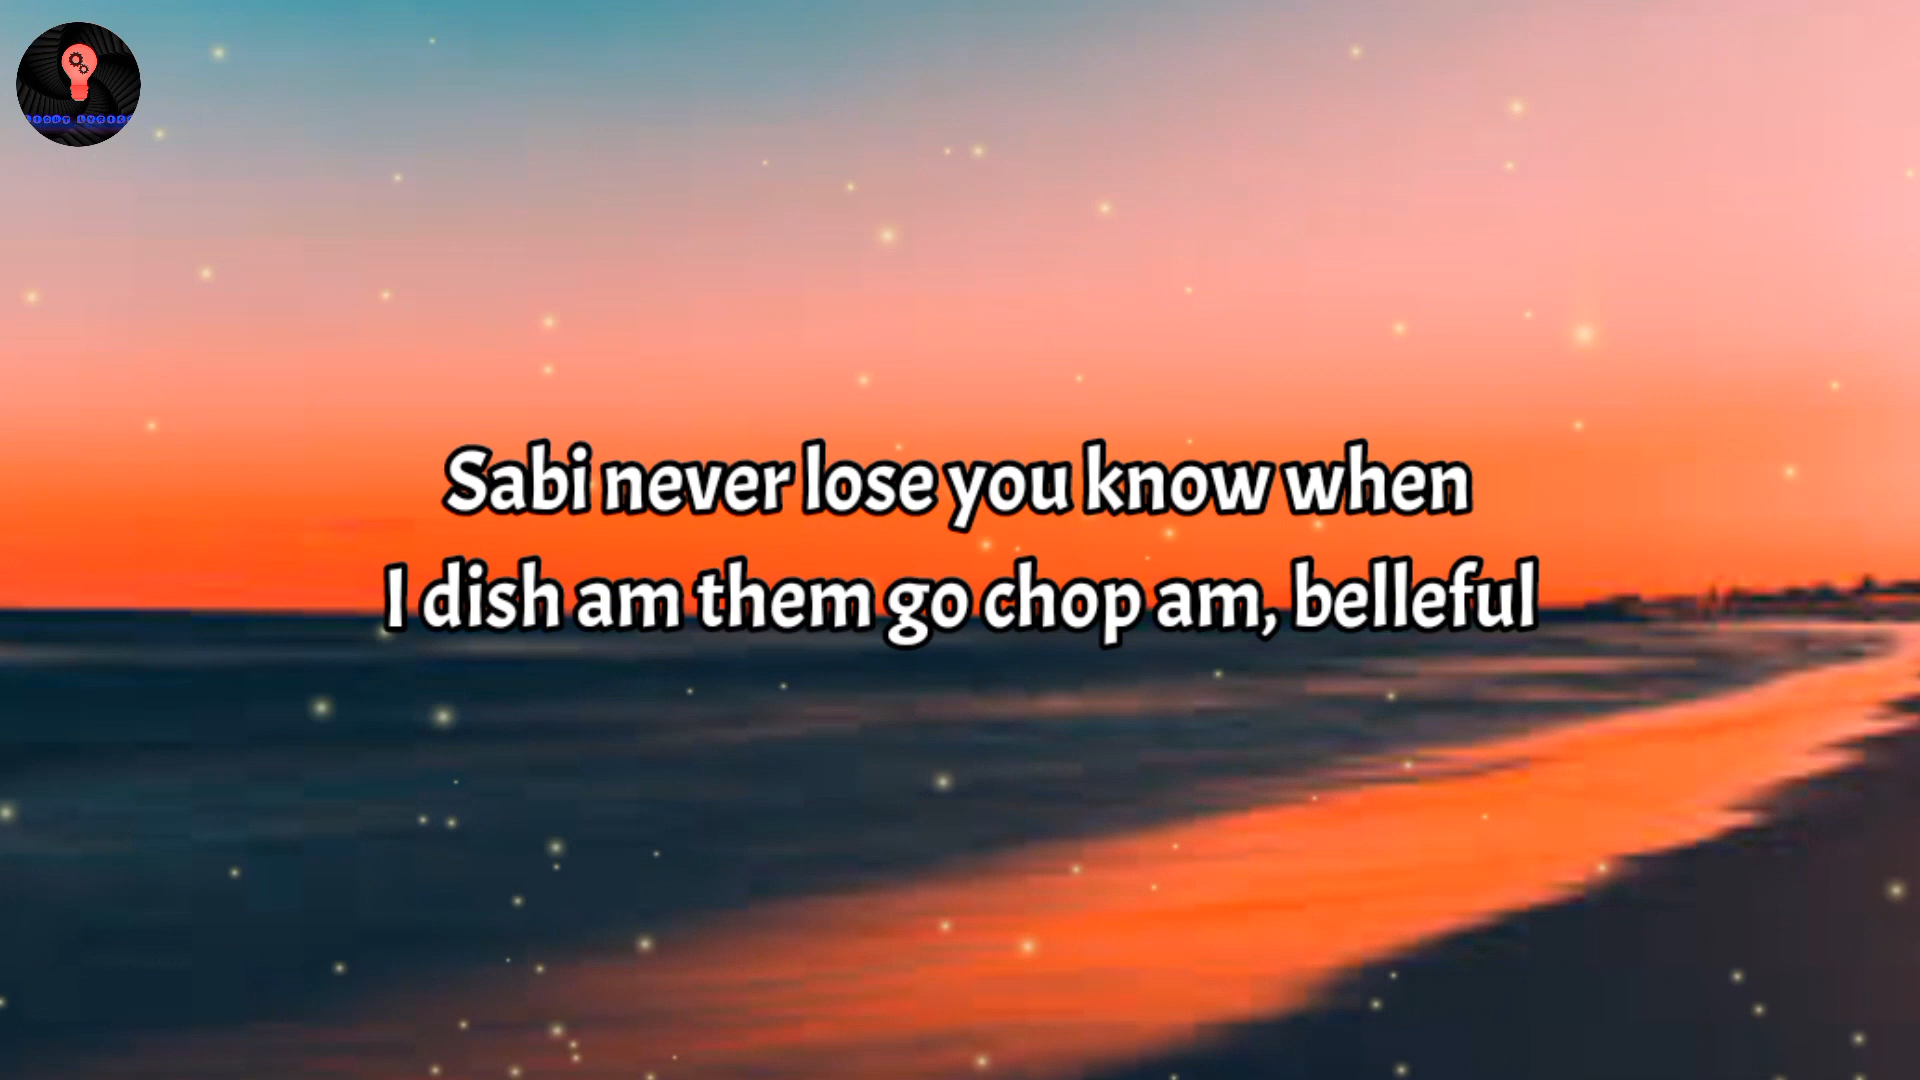 Sabi never lose you know when
I dish am them go chop am, belleful